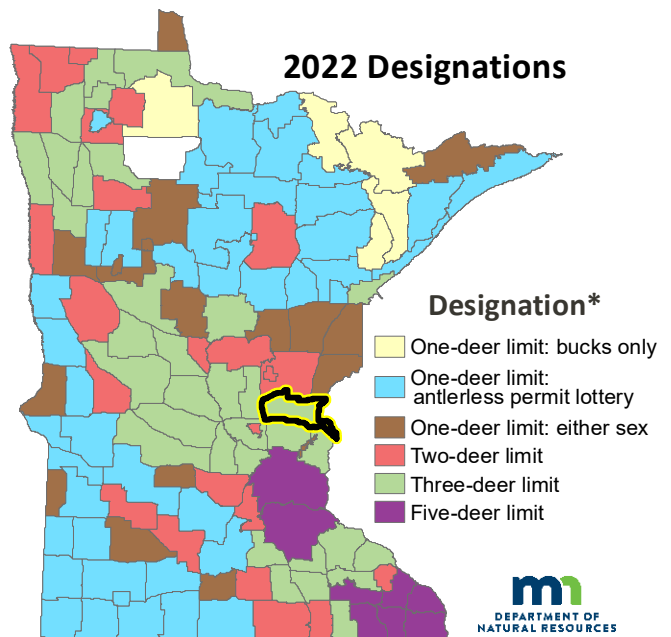 2022 Designations
Designation*
One-deer limit: bucks only
One-deer limit:
antlerless permit lottery
One-deer limit: either sex
Two-deer limit
Three-deer limit
Five-deer limit
mn
DEPARTMENT OF
NATURAL RESOURCES